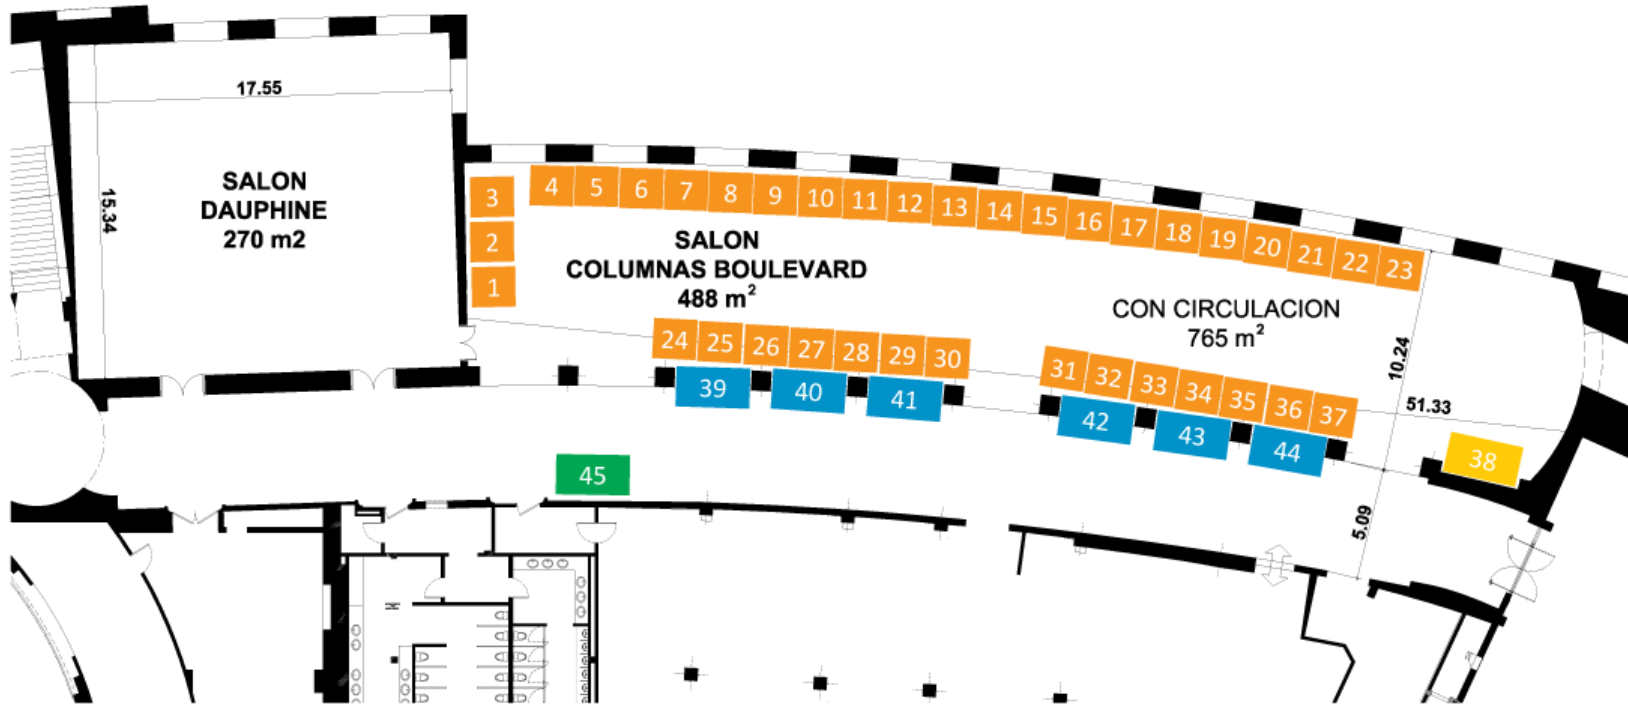 17.55
15.34
SALON
DAUPHINE
270 m2
3
2
1
4 5 6 7 8 9 10 11 12 13 14 15 16 17 18 19 20 21 22 23
SALON
COLUMNAS BOULEVARD
488 m²
CON CIRCULACION
765 m²
24 25 26 27 28 29 30
31 32 33 34 35 36 37
39 40 41
42 43 44
10.24
51.33
38
45
5.09